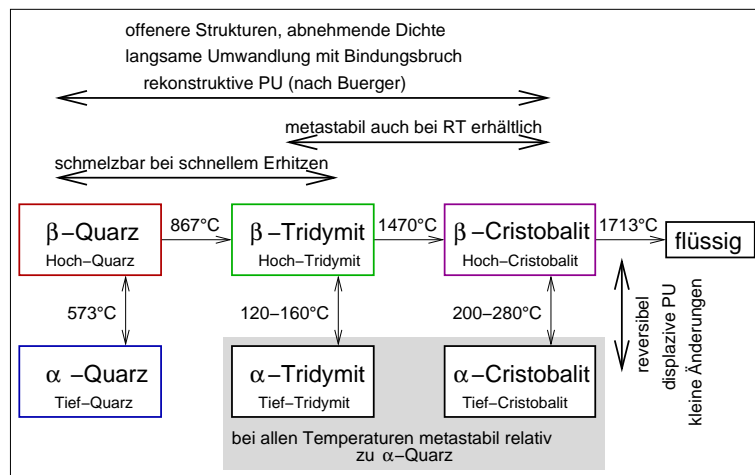 offenere Strukturen, abnehmende Dichte
langsame Umwandlung mit Bindungsbruch
rekonstruktive PU (nach Buerger)
metastabil auch bei RT erhältlich
schmelzbar bei schnellem Erhitzen
β−Quarz
Hoch−Quarz
867°C
β−Tridymit
Hoch−Tridymit
1470°C
β−Cristobalit
Hoch−Cristobalit
1713°C
flüssig
573°C
120−160°C
200−280°C
reversibel
displazive PU
kleine Änderungen
α −Quarz
Tief−Quarz
α−Tridymit
Tief−Tridymit
α−Cristobalit
Tief−Cristobalit
bei allen Temperaturen metastabil relativ
zu α−Quarz